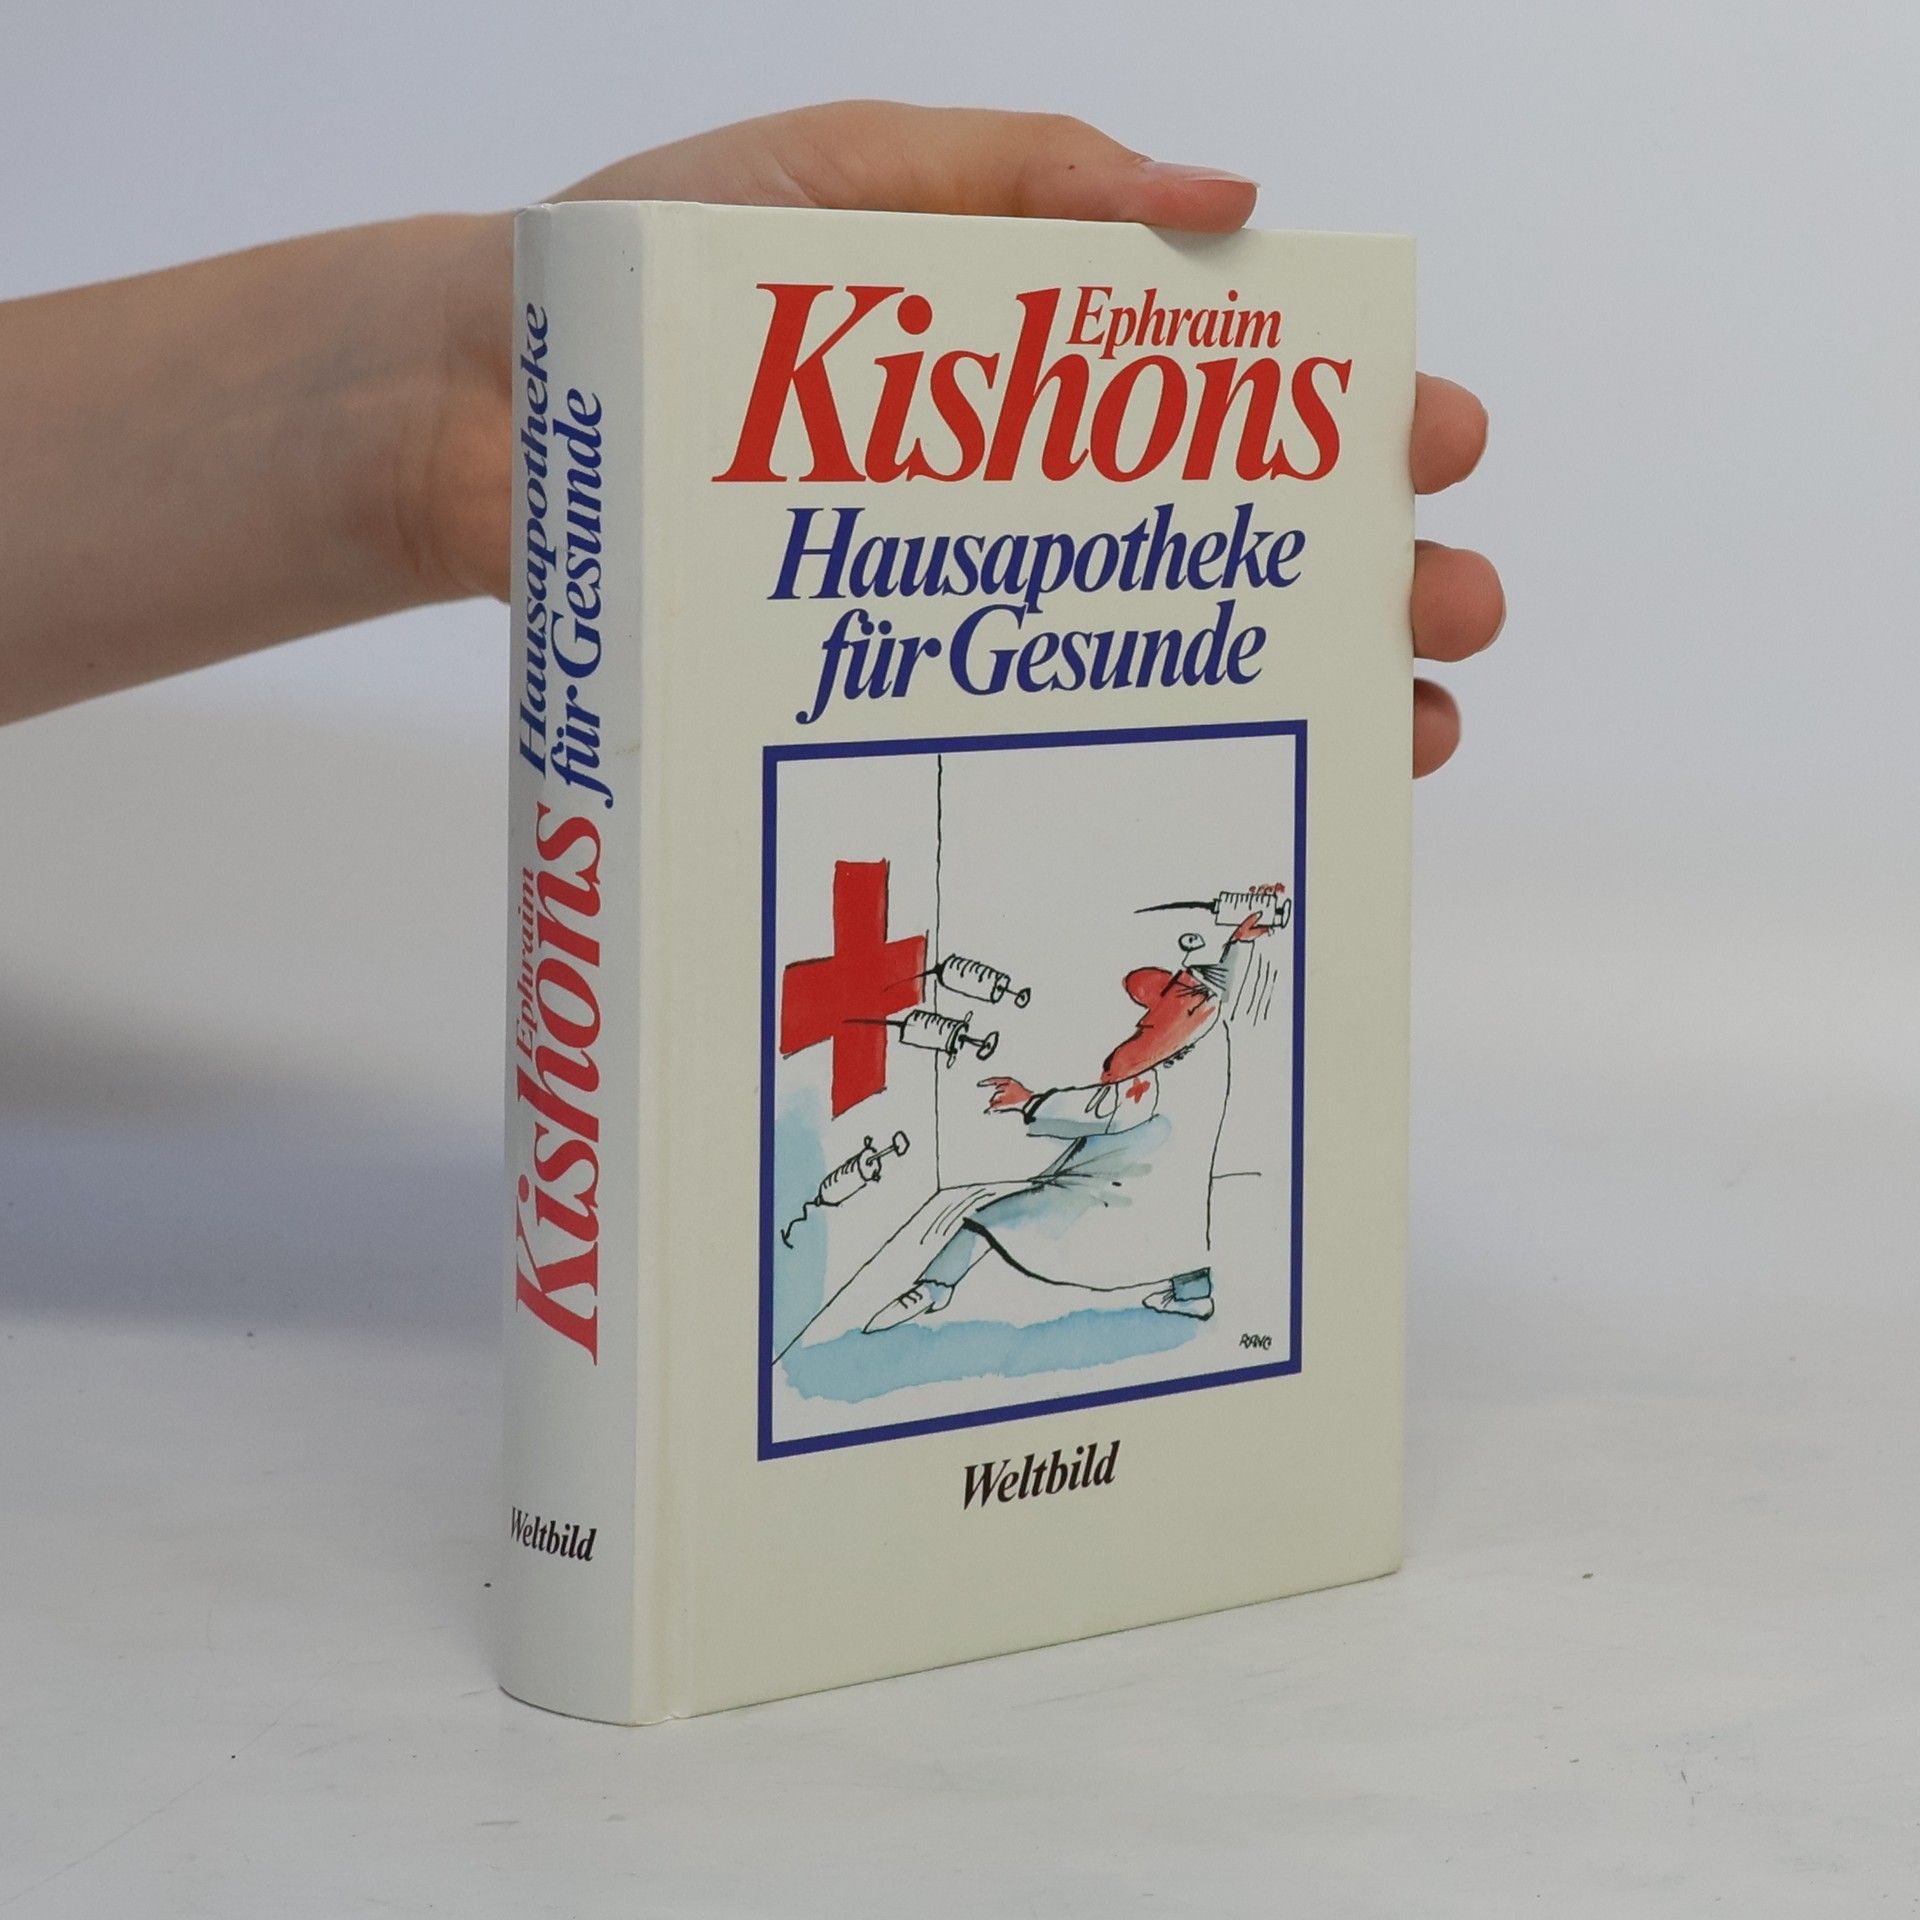 Ephraim
Kishons
Hausapotheke
für Gesunde
Weltbild
Ephraim
Kishons
Hausapotheke
für Gesunde
Weltbild